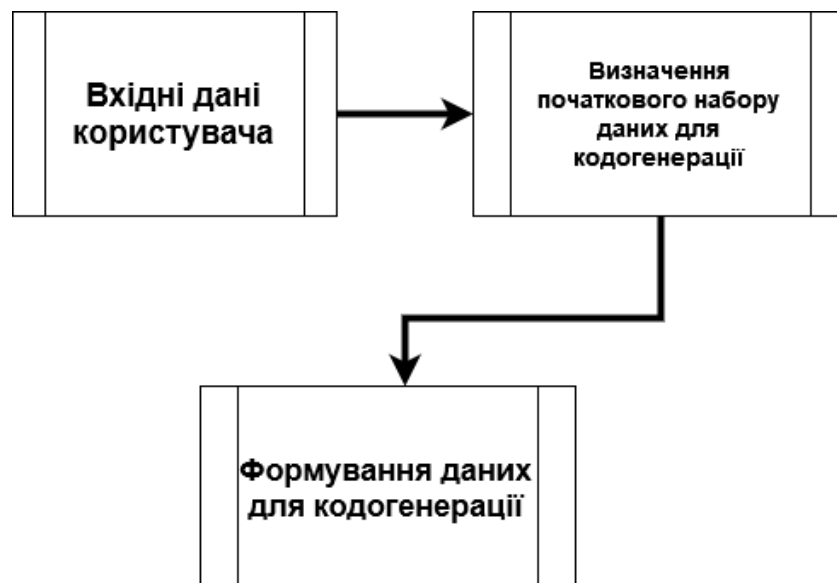 Вхідні дані
користувача
Визначення
початкового набору
даних для
кодогенерації
Формування даних
для кодогенерації